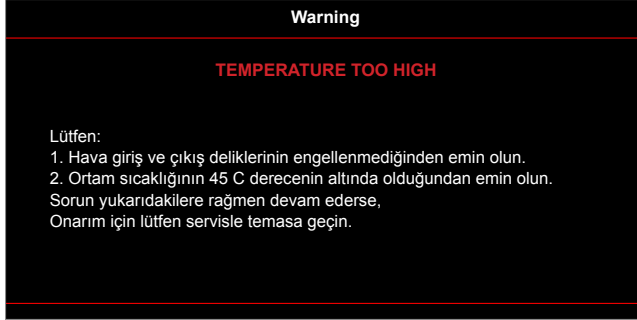 Warning
TEMPERATURE TOO HIGH
Lütfen:
1. Hava giriş ve çıkış deliklerinin engellenmediğinden emin olun.
2. Ortam sıcaklığının 45 C derecenin altında olduğundan emin olun.
Sorun yukarıdakilere rağmen devam ederse,
Onarım için lütfen servisle temasa geçin.